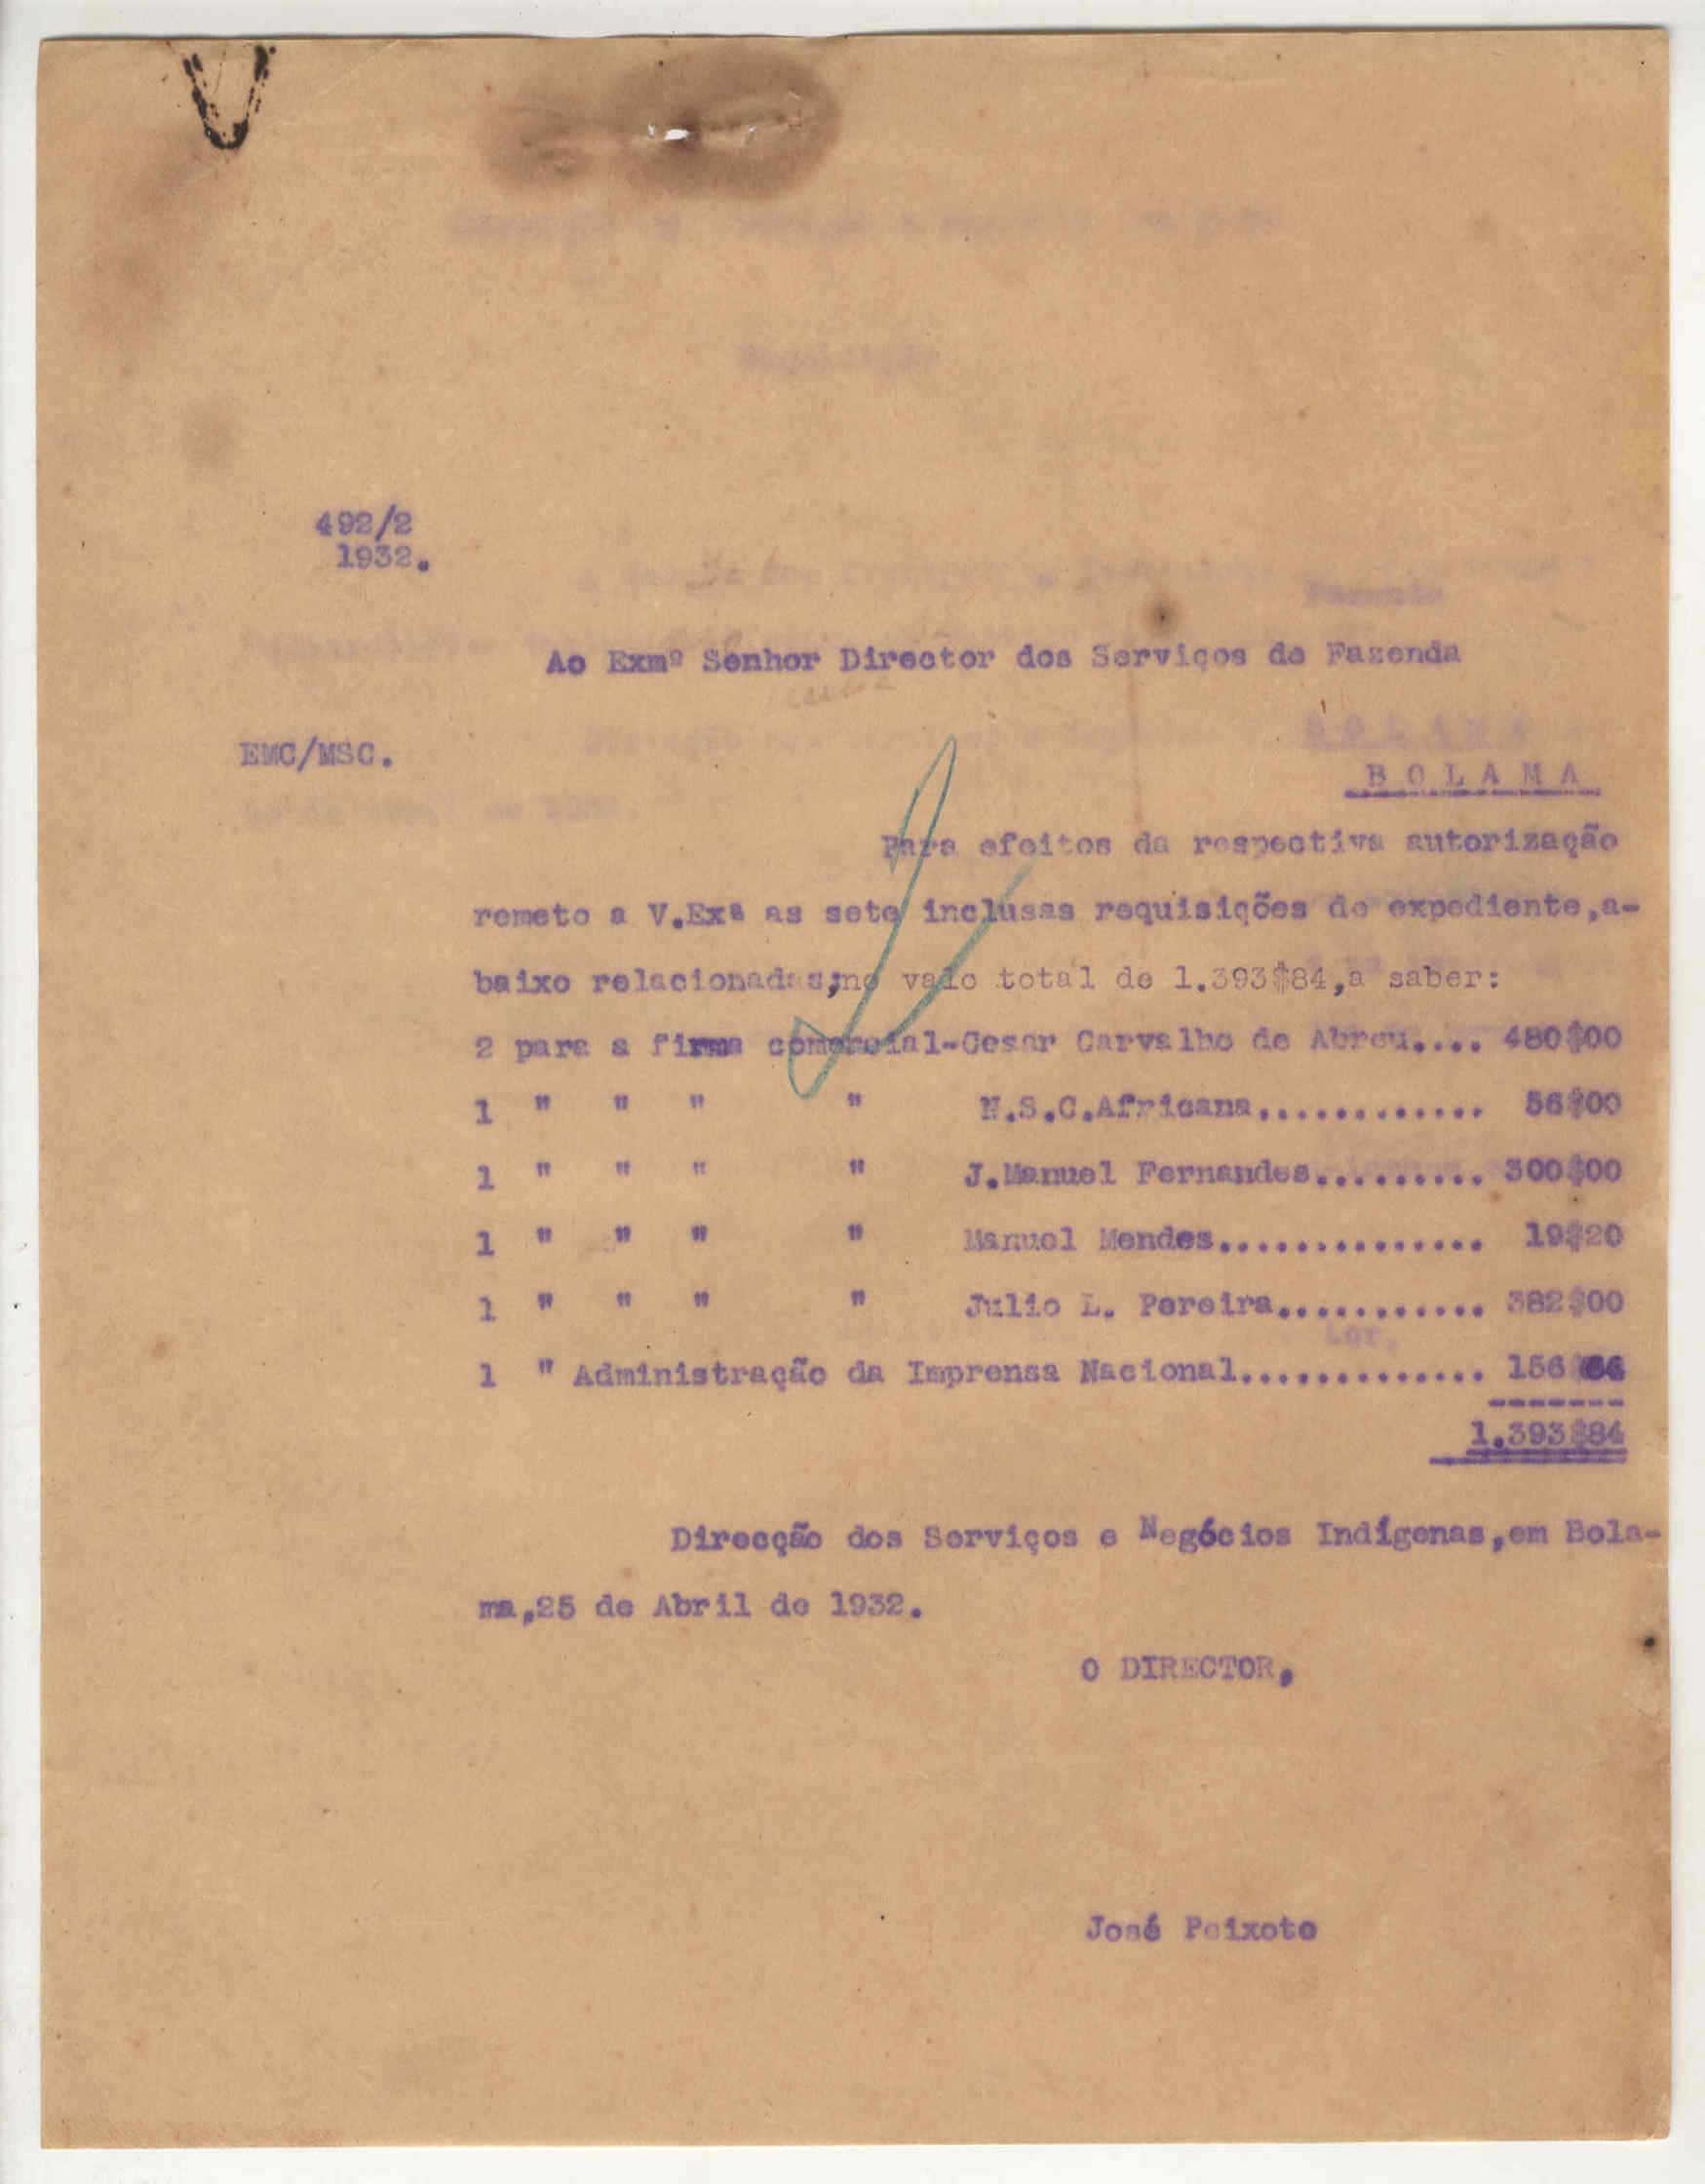 492/2
1932.
Ao Exmº Senhor Director dos Serviços de Fazenda
EMC/MSC.
BOLAMA
Para efeitos da respectiva autorização
remeto a V.Exª as sete inclusas requisições de expediente,a-
baixo relacionadas;no valo total de 1.393$84,a saber:
2 para a firma comercial-Cesar Carvalho de Abreu.... 480$00
1 " " " " N.S.C.Africana............ 56$00
1 " " " " J.Manuel Fernandes......... 300$00
1 " " " " Manuel Mendes.............. 19$20
1 " " " " Julio L. Pereira........... 382$00
1 " Administração da Imprensa Nacional............. 156 64
-------
1.393$84
Direcção dos Serviços e Negócios Indígenas,em Bola-
ma,25 de Abril de 1932.
O DIRECTOR,
José Peixoto